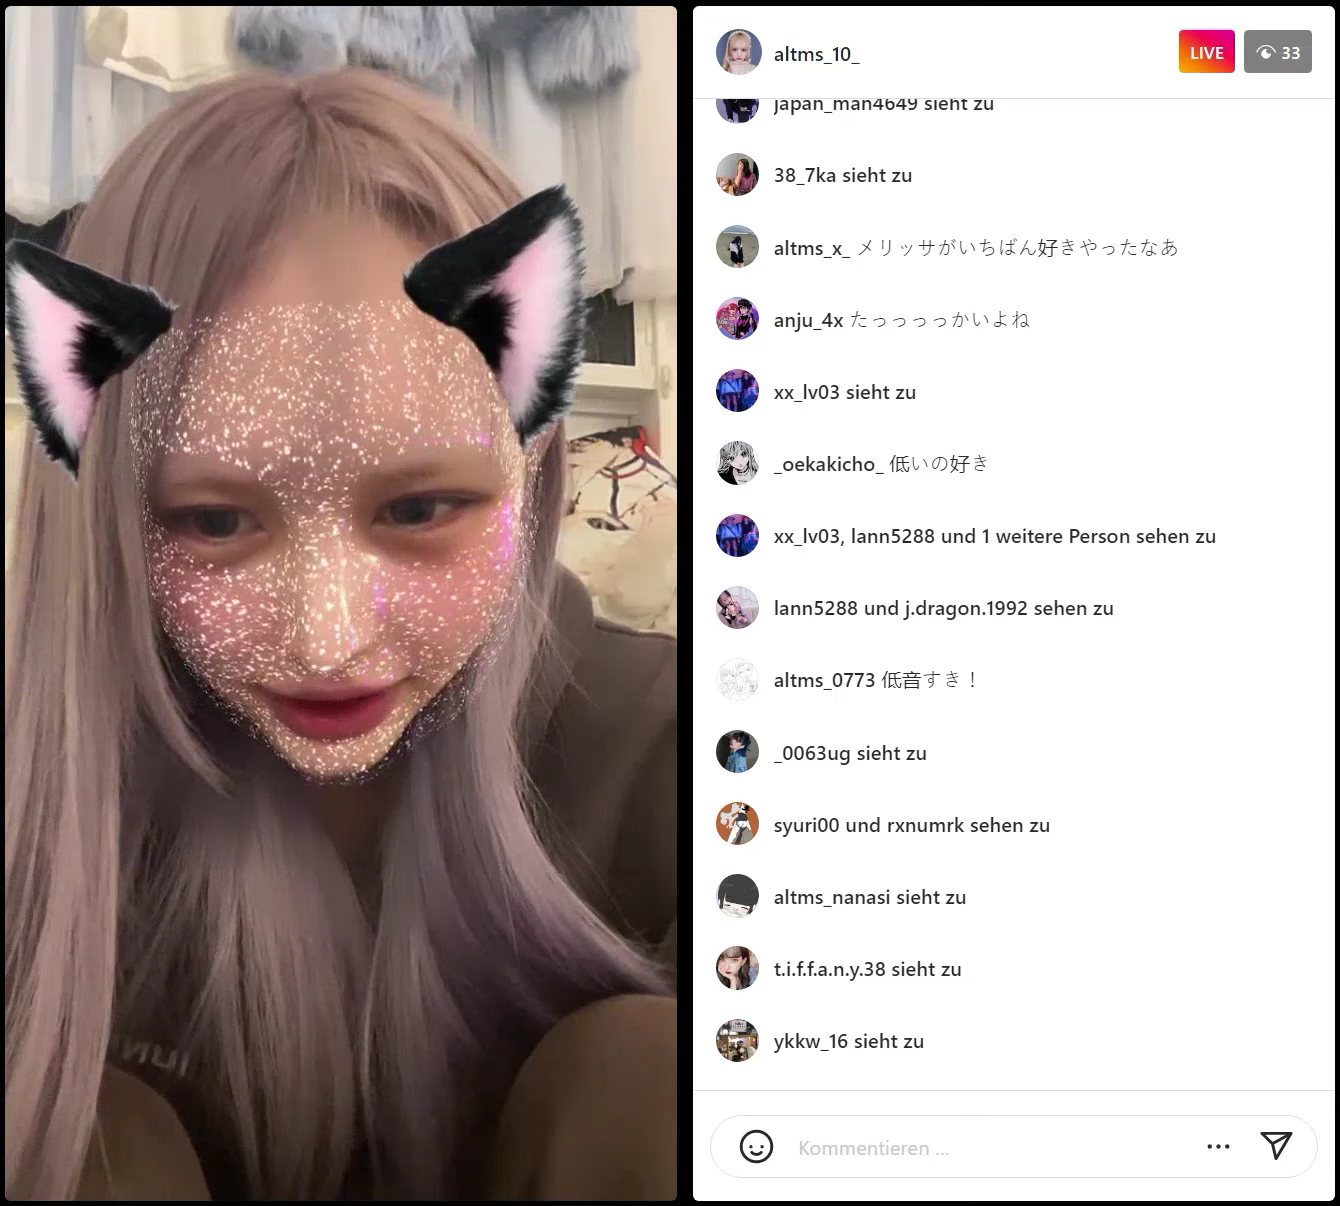 altms_10_
LIVE
33
japan_man4649 sieht zu
38_7ka sieht zu
altms_x_ メリッサがいちばん好きやったなあ
anju_4x たっっっっかいよね
xx_lv03 sieht zu
_oekakicho_ 低いの好き
xx_lv03, lann5288 und 1 weitere Person sehen zu
lann5288 und j.dragon.1992 sehen zu
altms_0773 低音すき！
_0063ug sieht zu
syuri00 und rxnumrk sehen zu
altms_nanasi sieht zu
t.i.f.f.a.n.y.38 sieht zu
ykkw_16 sieht zu
Kommentieren ...